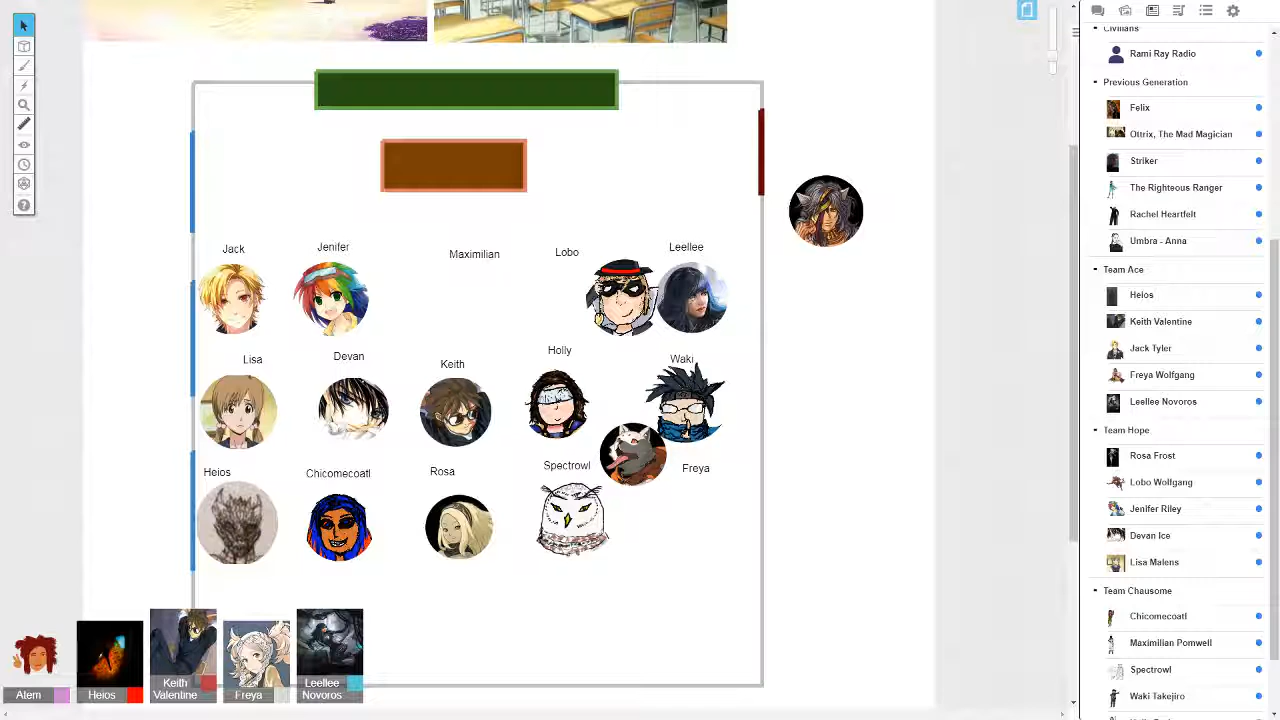 Jack
Jenifer
Maximilian
Lobo
Leellee
Lisa
Devan
Keith
Holly
Waki
Heios
Chicomecoatl
Rosa
Spectrowl
Freya
Atem
Heios
Keith
Valentine
Freya
Leellee
Novoros
Civilians
Rami Ray Radio
Previous Generation
Felix
Oltrix, The Mad Magician
Striker
The Righteous Ranger
Rachel Heartfelt
Umbra - Anna
Team Ace
Heios
Keith Valentine
Jack Tyler
Freya Wolfgang
Leellee Novoros
Team Hope
Rosa Frost
Lobo Wolfgang
Jenifer Riley
Devan Ice
Lisa Malens
Team Chausome
Chicomecoatl
Maximilian Pomwell
Spectrowl
Waki Takejiro